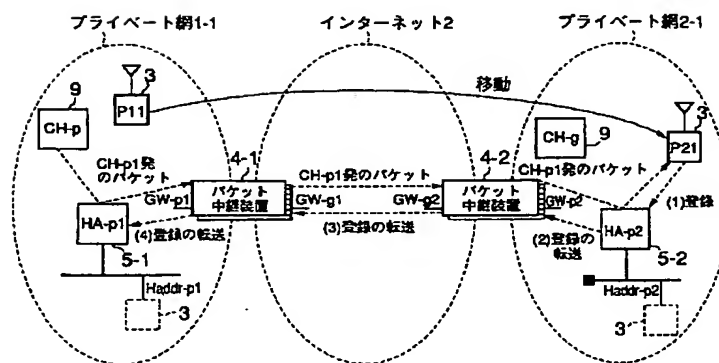 プライベート網1-1
インターネット2
プライベート網2-1
移動
3
9
P11
CH-p
3
P21
9
CH-g
CH-p1発の
パケット
4-1
CH-p1発のパケット
4-2
CH-p1発のパケット
パケット
中継装置
パケット
中継装置
GW-p1
GW-g1
GW-g2
GW-p2
(1)登録
HA-p1
(4)登録の転送
(3)登録の転送
(2)登録の
転送
HA-p2
5-1
5-2
Haddr-p1
Haddr-p2
3
3